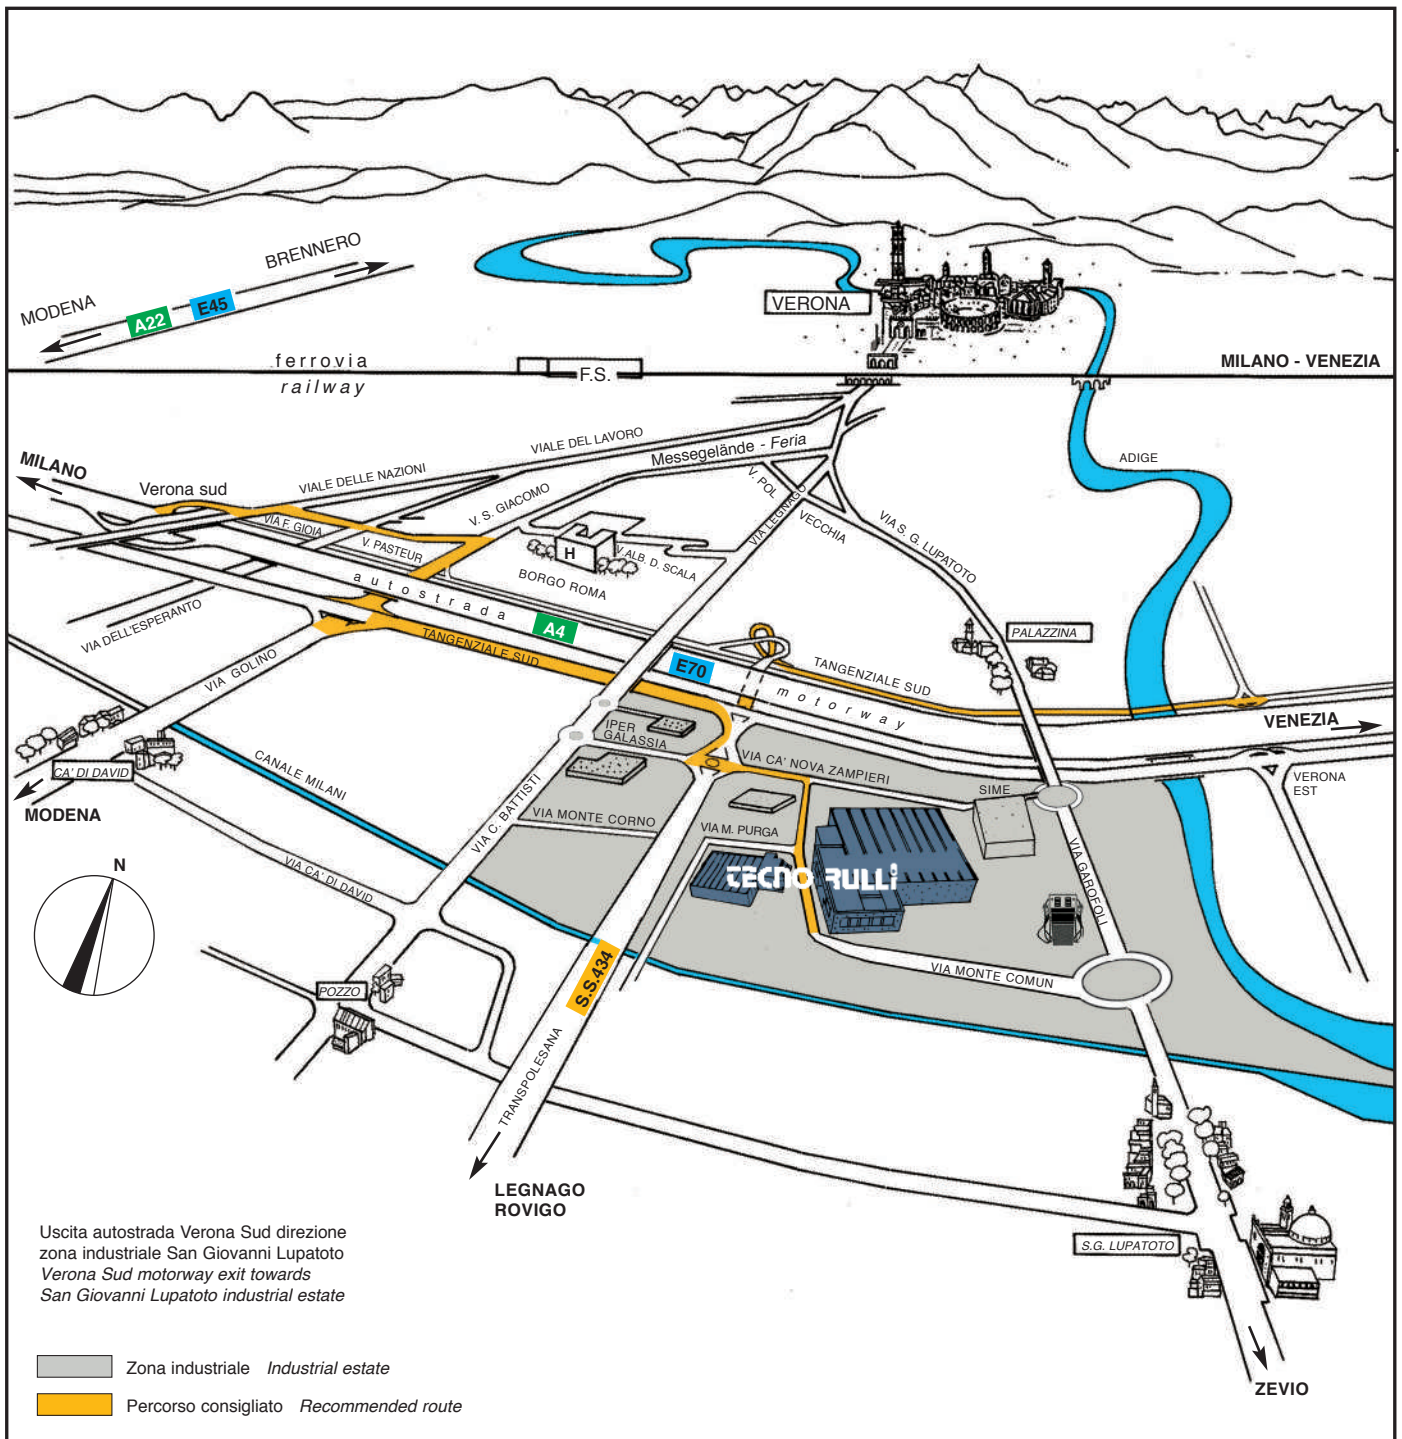 BRENNERO
MODENA
A22
E45
VERONA
ferrovia
railway
F.S.
MILANO - VENEZIA
MILANO
Verona sud
VIALE DELLE NAZIONI
VIALE DEL LAVORO
Messegelände - Feria
V. S. GIACOMO
V. POL
VECCHIA
VIA LEGNAGO
VIA S. G. LUPATOTO
ADIGE
VIA F. GIOIA
V. PASTEUR
H
V. ALB. D. SCALA
BORGO ROMA
autostrada
A4
VIA DELL'ESPERANTO
VIA GOLINO
TANGENZIALE SUD
E70
motorway
TANGENZIALE SUD
PALAZZINA
VENEZIA
VERONA
EST
IPER
GALASSIA
VIA CA' NOVA ZAMPIERI
SIME
CA' DI DAVID
MODENA
CANALE MILANI
VIA C. BATTISTI
VIA MONTE CORNO
VIA M. PURGA
TECNO RULLI
VIA GAROFOLI
VIA CA' DI DAVID
N
VIA MONTE COMUN
POZZO
S.S.434
TRANSPOLESANA
LEGNAGO
ROVIGO
S.G. LUPATOTO
ZEVIO
Uscita autostrada Verona Sud direzione
zona industriale San Giovanni Lupatoto
Verona Sud motorway exit towards
San Giovanni Lupatoto industrial estate
Zona industriale Industrial estate
Percorso consigliato Recommended route